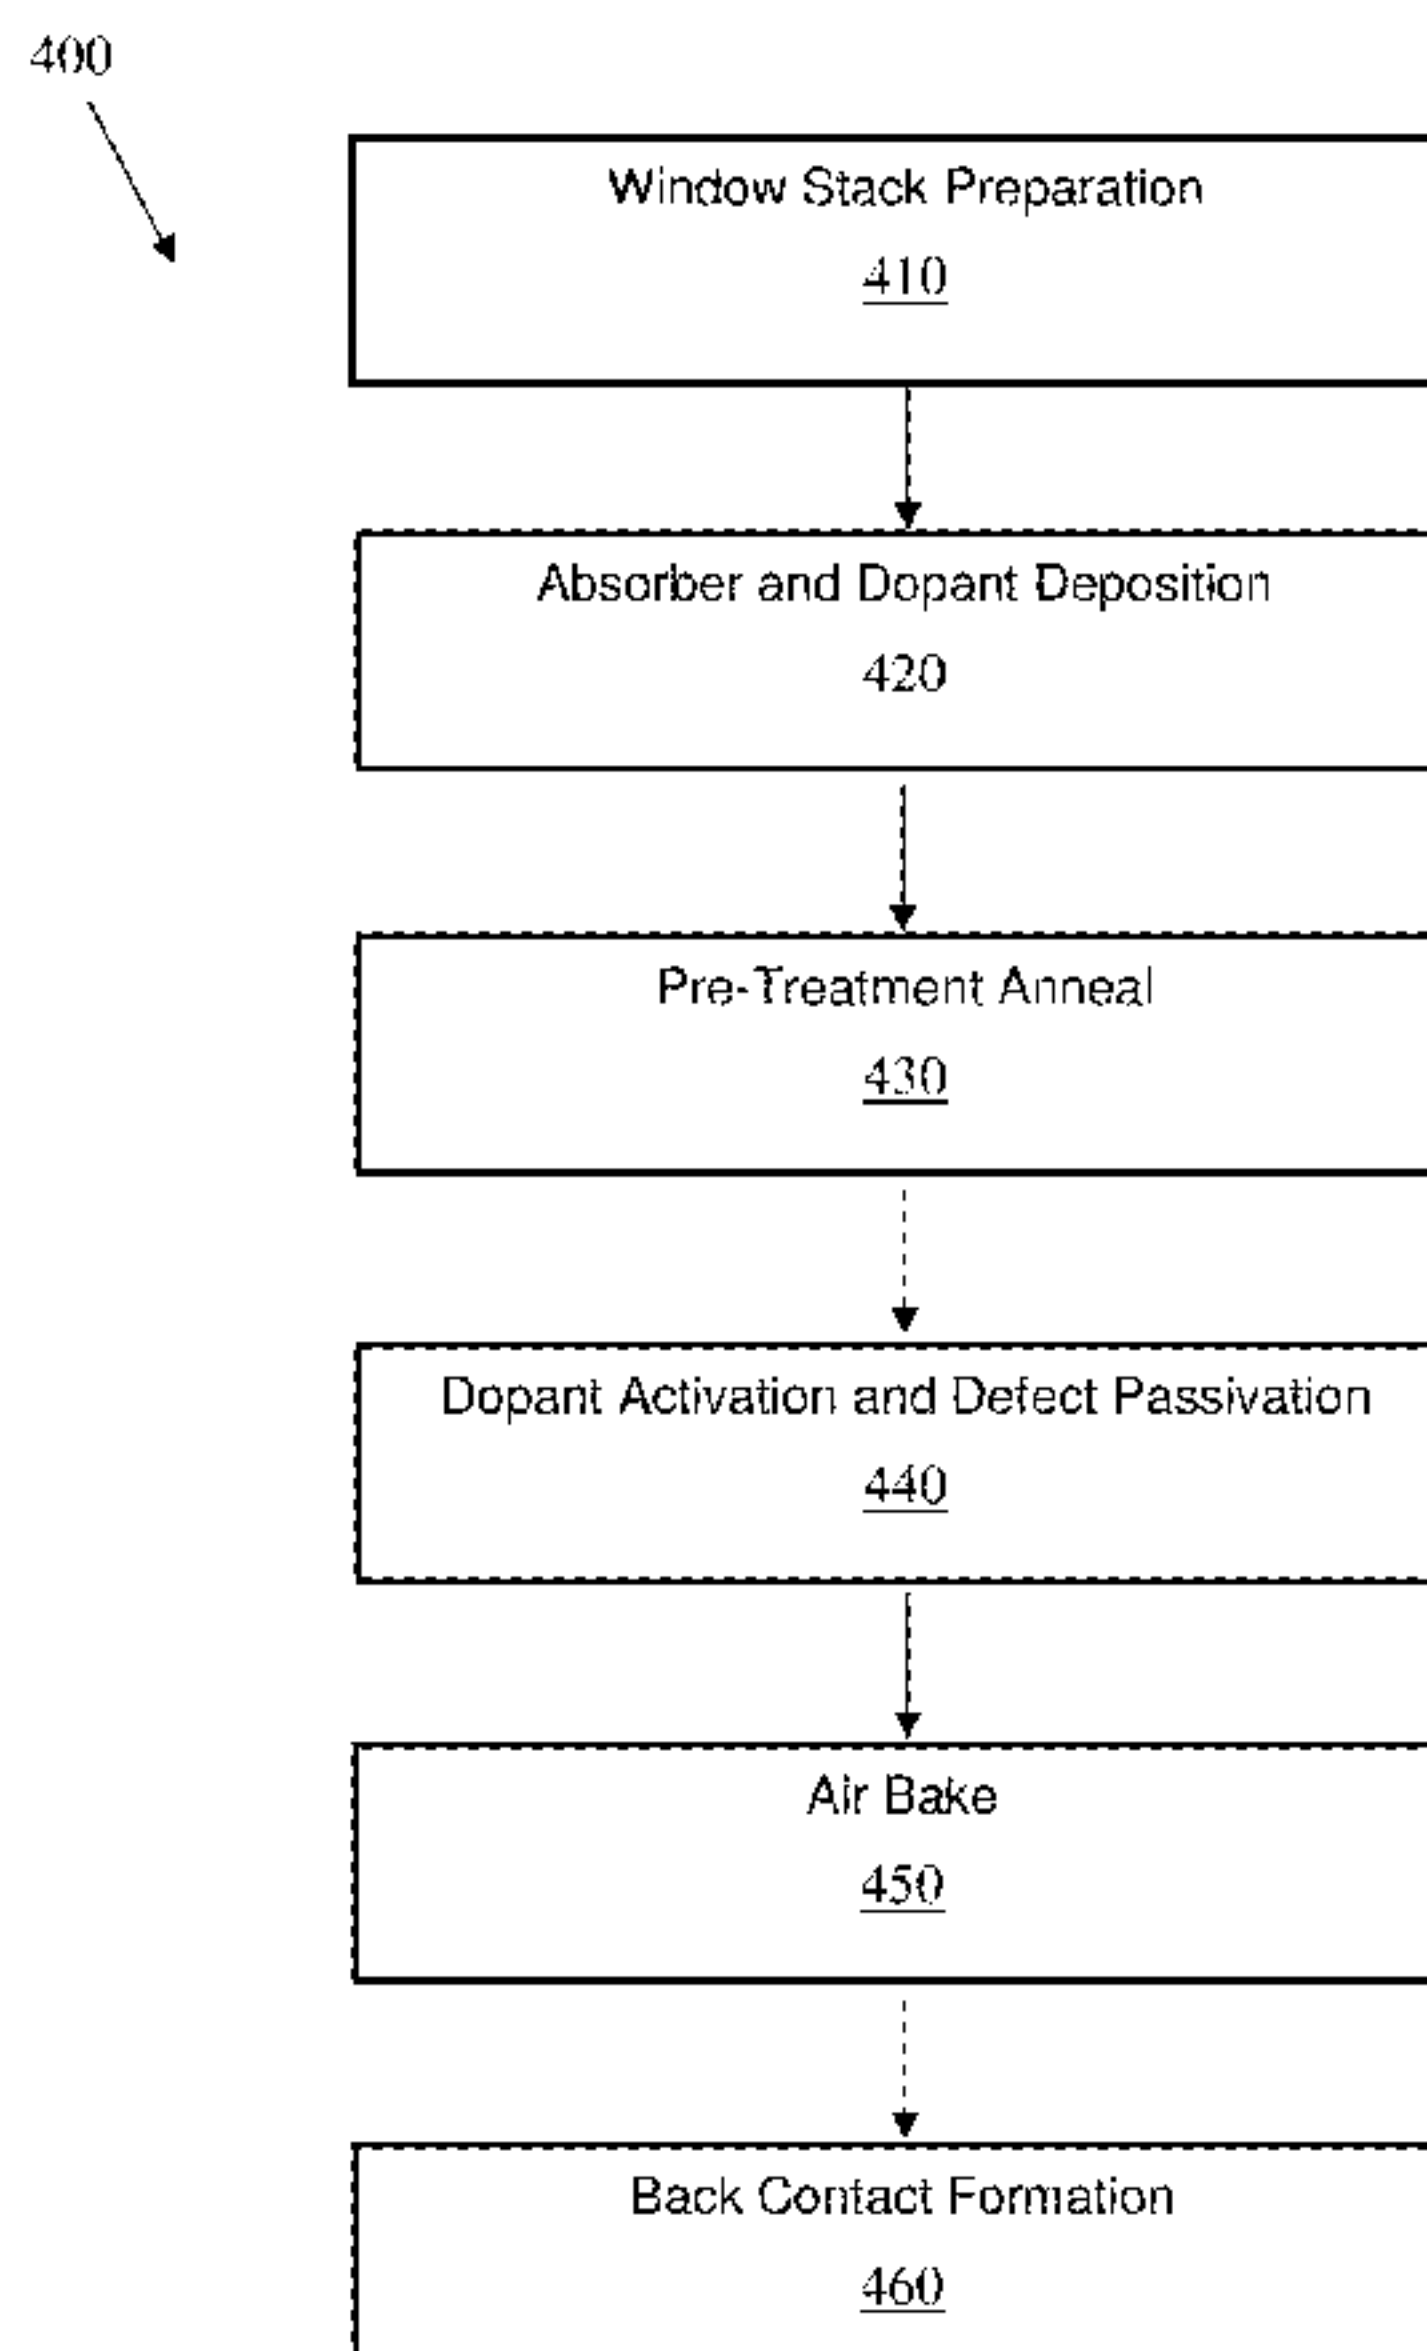 400
Window Stack Preparation
410
Absorber and Dopant Deposition
420
Pre-Treatment Anneal
430
Dopant Activation and Defect Passivation
440
Air Bake
450
Back Contact Formation
460